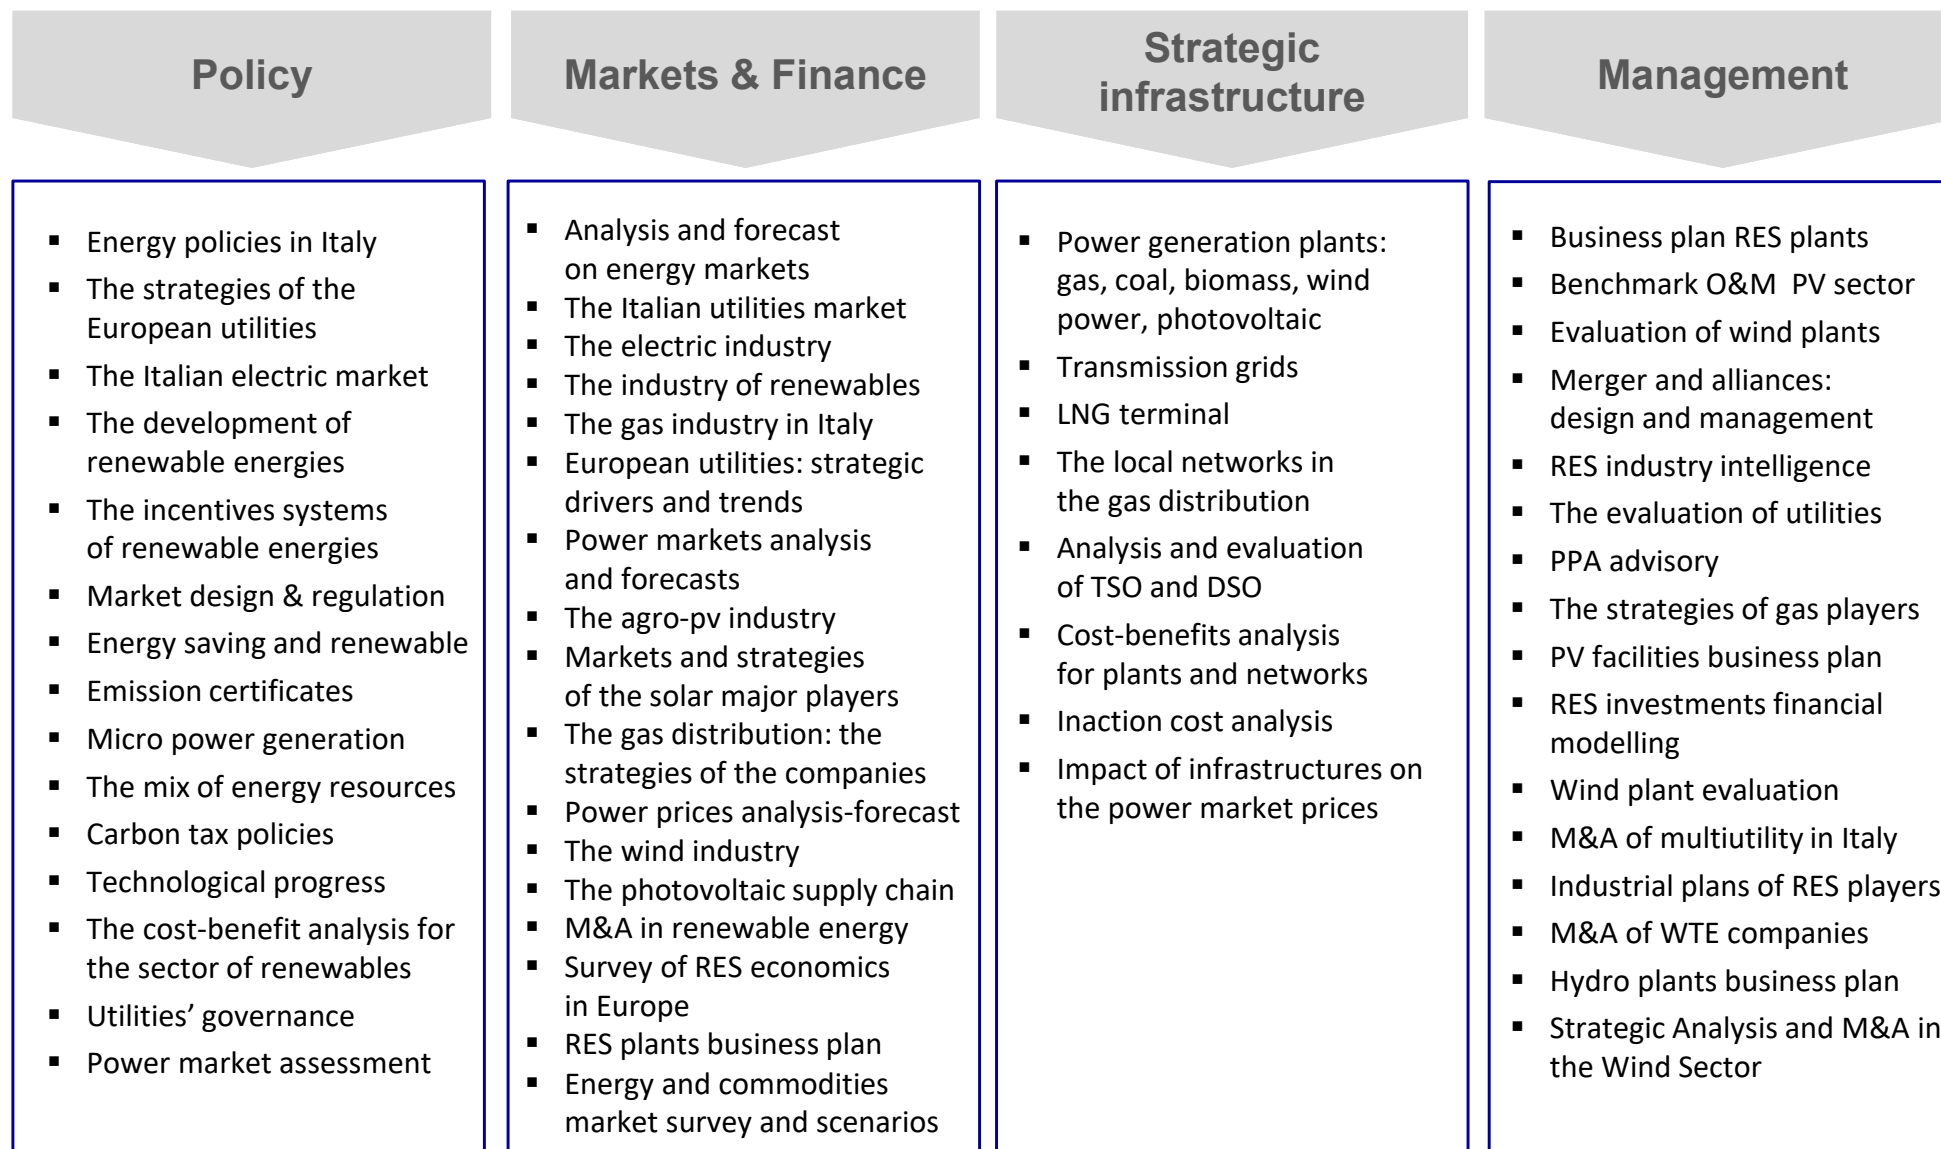 Policy
▪ Energy policies in Italy
▪ The strategies of the
European utilities
▪ The Italian electric market
▪ The development of
renewable energies
▪ The incentives systems
of renewable energies
▪ Market design & regulation
▪ Energy saving and renewable
▪ Emission certificates
▪ Micro power generation
▪ The mix of energy resources
▪ Carbon tax policies
▪ Technological progress
▪ The cost-benefit analysis for
the sector of renewables
▪ Utilities’ governance
▪ Power market assessment
Markets & Finance
▪ Analysis and forecast
on energy markets
▪ The Italian utilities market
▪ The electric industry
▪ The industry of renewables
▪ The gas industry in Italy
▪ European utilities: strategic
drivers and trends
▪ Power markets analysis
and forecasts
▪ The agro-pv industry
▪ Markets and strategies
of the solar major players
▪ The gas distribution: the
strategies of the companies
▪ Power prices analysis-forecast
▪ The wind industry
▪ The photovoltaic supply chain
▪ M&A in renewable energy
▪ Survey of RES economics
in Europe
▪ RES plants business plan
▪ Energy and commodities
market survey and scenarios
Strategic
infrastructure
▪ Power generation plants:
gas, coal, biomass, wind
power, photovoltaic
▪ Transmission grids
▪ LNG terminal
▪ The local networks in
the gas distribution
▪ Analysis and evaluation
of TSO and DSO
▪ Cost-benefits analysis
for plants and networks
▪ Inaction cost analysis
▪ Impact of infrastructures on
the power market prices
Management
▪ Business plan RES plants
▪ Benchmark O&M PV sector
▪ Evaluation of wind plants
▪ Merger and alliances:
design and management
▪ RES industry intelligence
▪ The evaluation of utilities
▪ PPA advisory
▪ The strategies of gas players
▪ PV facilities business plan
▪ RES investments financial
modelling
▪ Wind plant evaluation
▪ M&A of multiutility in Italy
▪ Industrial plans of RES players
▪ M&A of WTE companies
▪ Hydro plants business plan
▪ Strategic Analysis and M&A in
the Wind Sector